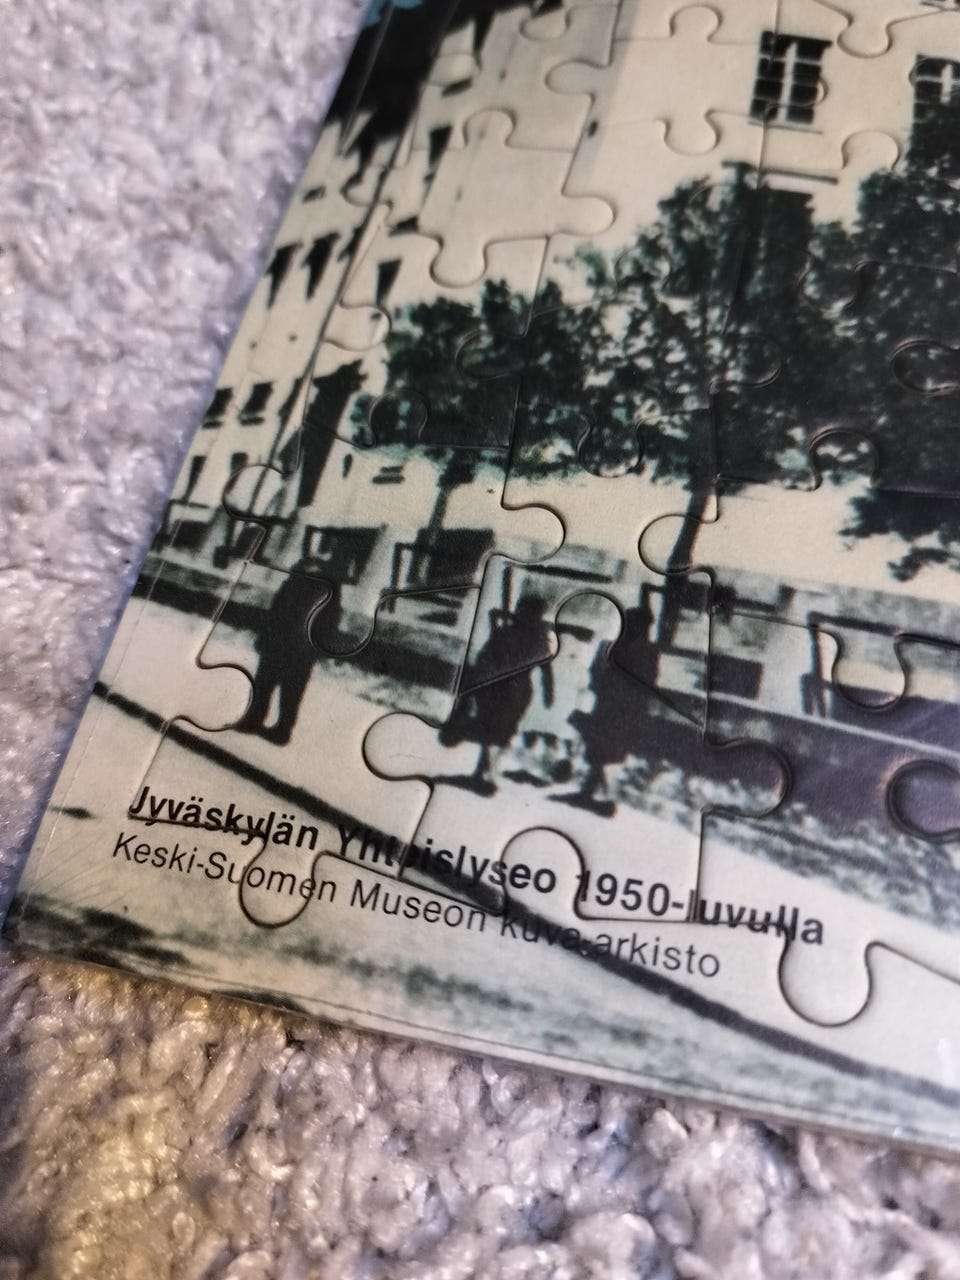 Jyväskylän Yhteislyseo 1950-luvulla
Keski-Suomen Museon kuva-arkisto